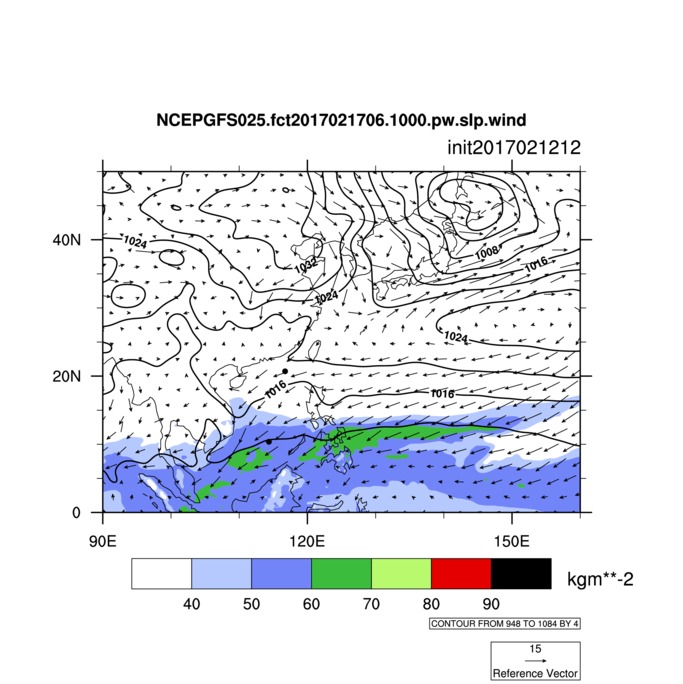 NCEPGFS025.fct2017021706.1000.pw.slp.wind
init2017021212
1024
1032
1024
1008
1016
1024
1016
1016
40N
20N
0
90E
120E
150E
40
50
60
70
80
90
kgm**-2
CONTOUR FROM 948 TO 1084 BY 4
15
Reference Vector